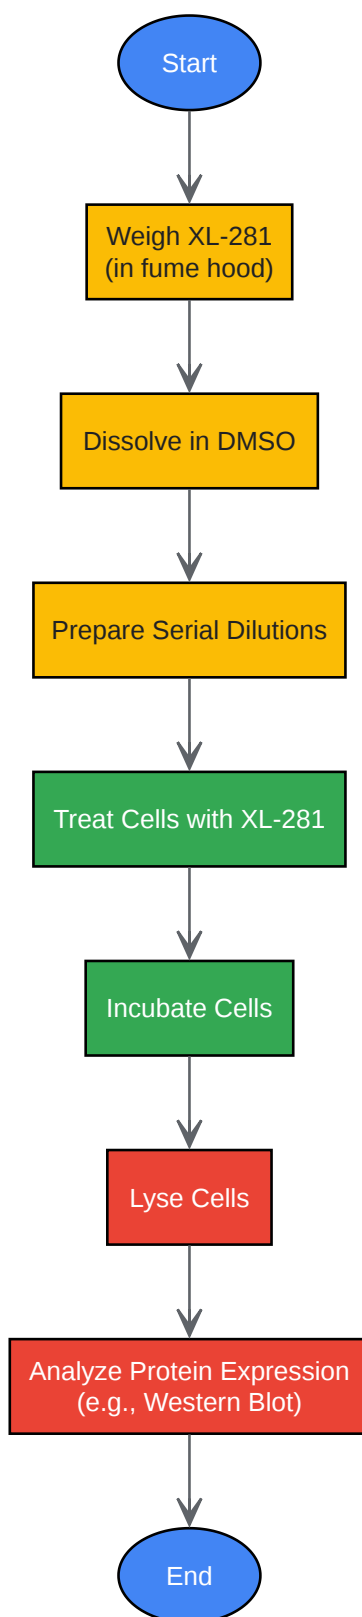 Start
Weigh XL-281
(in fume hood)
Dissolve in DMSO
Prepare Serial Dilutions
Treat Cells with XL-281
Incubate Cells
Lyse Cells
Analyze Protein Expression
(e.g., Western Blot)
End